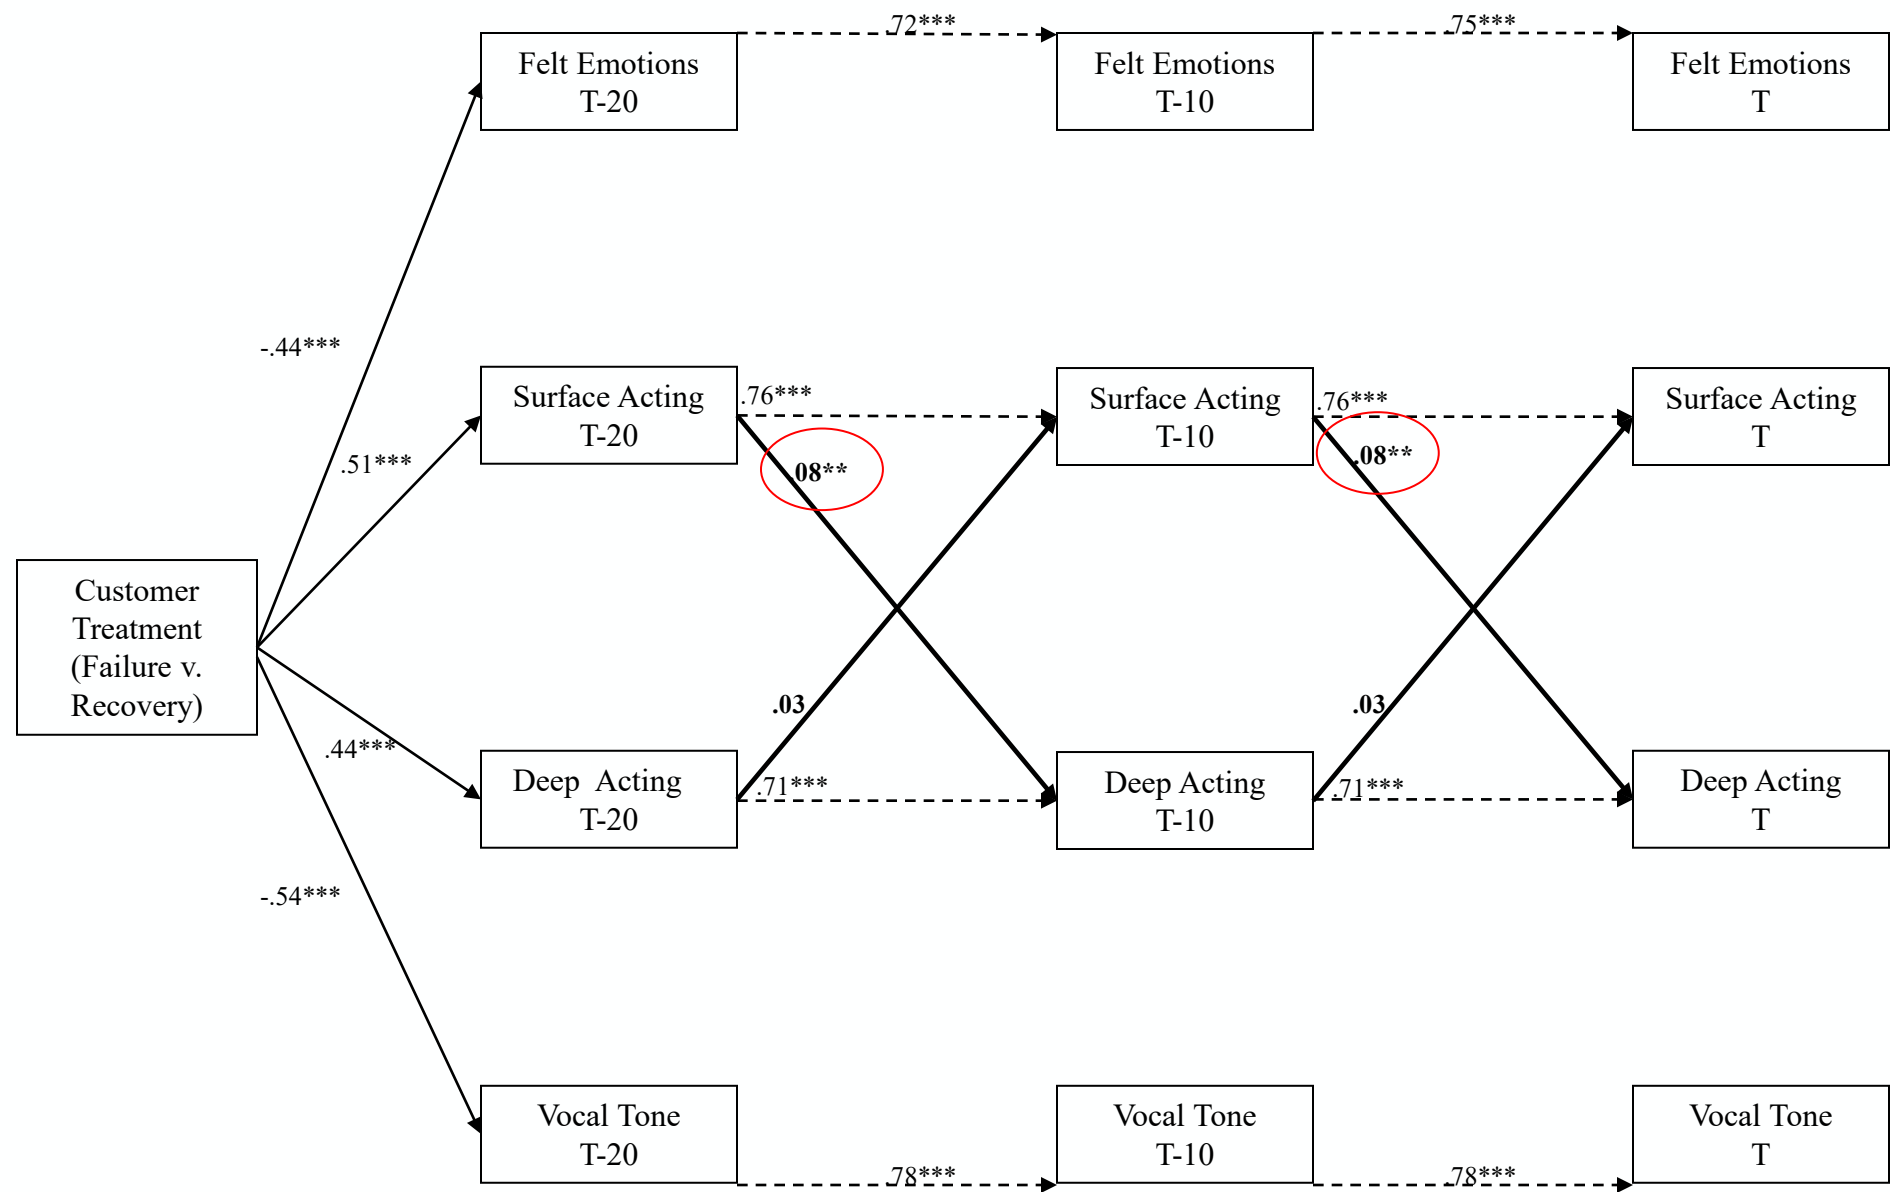 .72***
.75***
Felt Emotions
T-20
Felt Emotions
T-10
Felt Emotions
T
-.44***
.51***
Surface Acting
T-20
.76***
.08**
Surface Acting
T-10
.76***
.08**
Surface Acting
T
Customer
Treatment
(Failure v.
Recovery)
.44***
-.54***
.03
.03
Deep  Acting
T-20
.71***
Deep Acting
T-10
.71***
Deep Acting
T
Vocal Tone
T-20
Vocal Tone
T-10
Vocal Tone
T
.78***
.78***